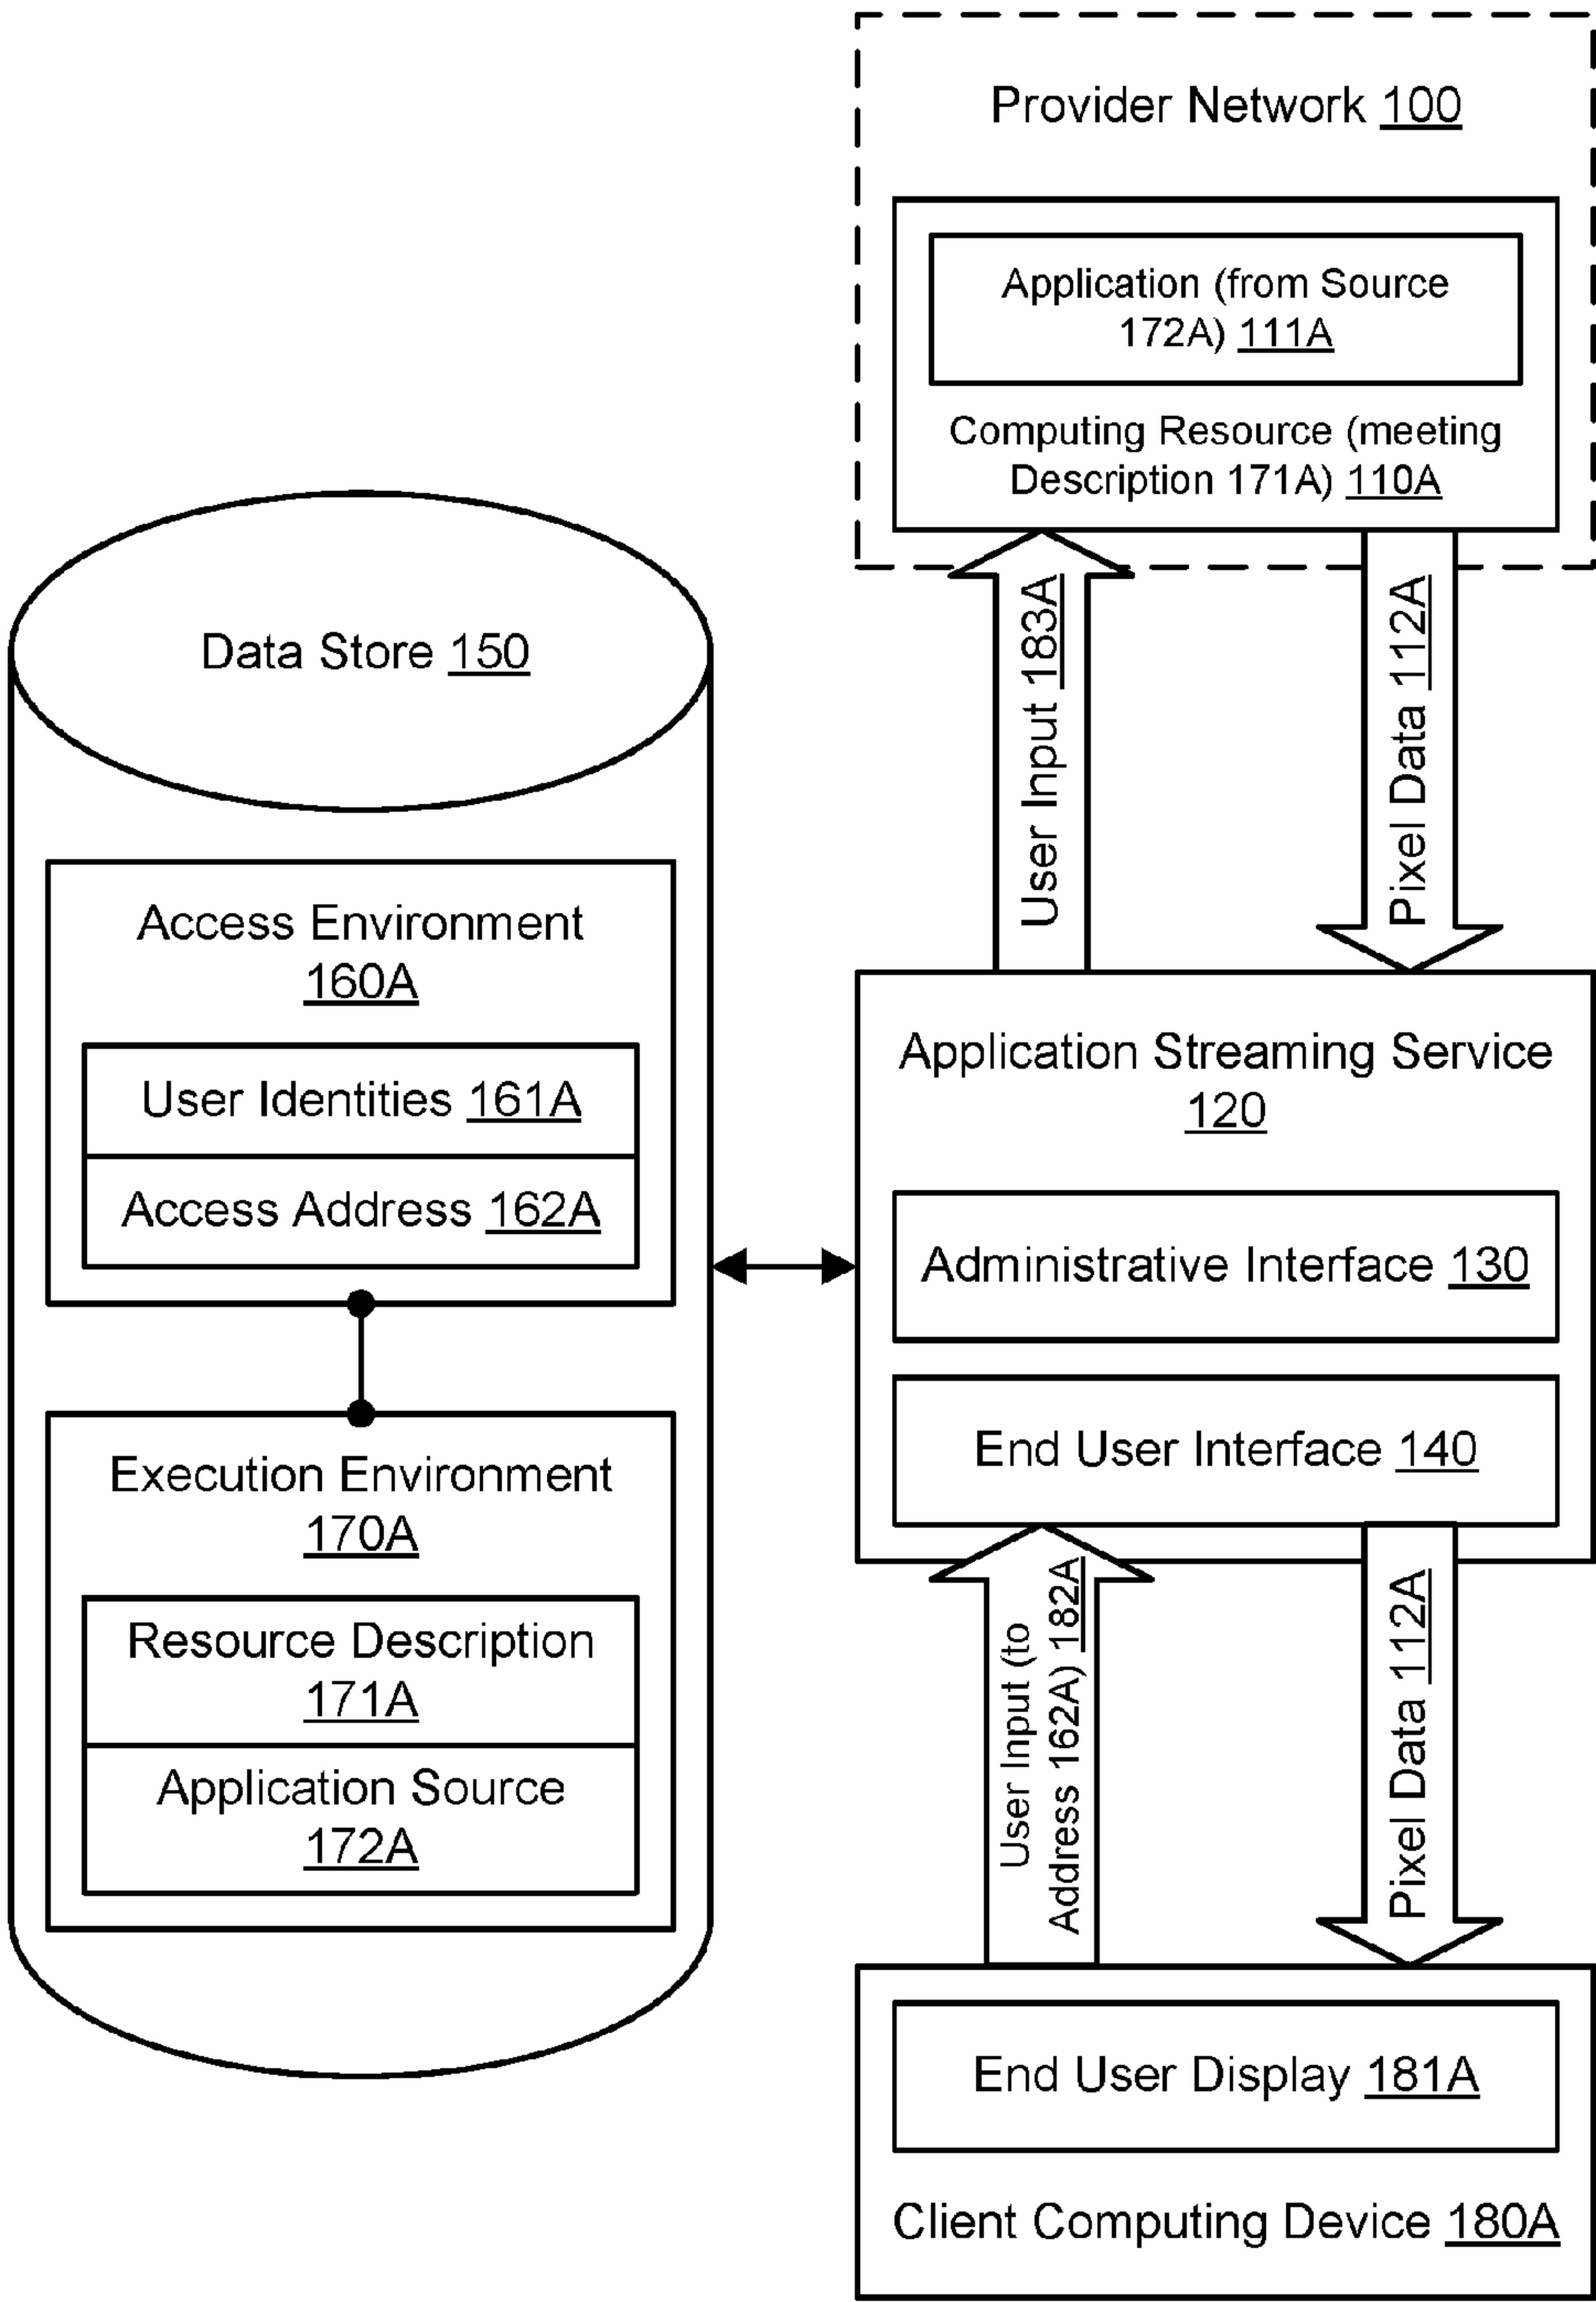 Provider Network 100
Application (from Source
172A) 111A
Computing Resource (meeting
Description 171A) 110A
User Input 183A
Pixel Data 112A
Data Store 150
Access Environment
160A
User Identities 161A
Access Address 162A
Execution Environment
170A
Resource Description
171A
Application Source
172A
Application Streaming Service
120
Administrative Interface 130
End User Interface 140
User Input (to
Address 162A) 182A
Pixel Data 112A
End User Display 181A
Client Computing Device 180A